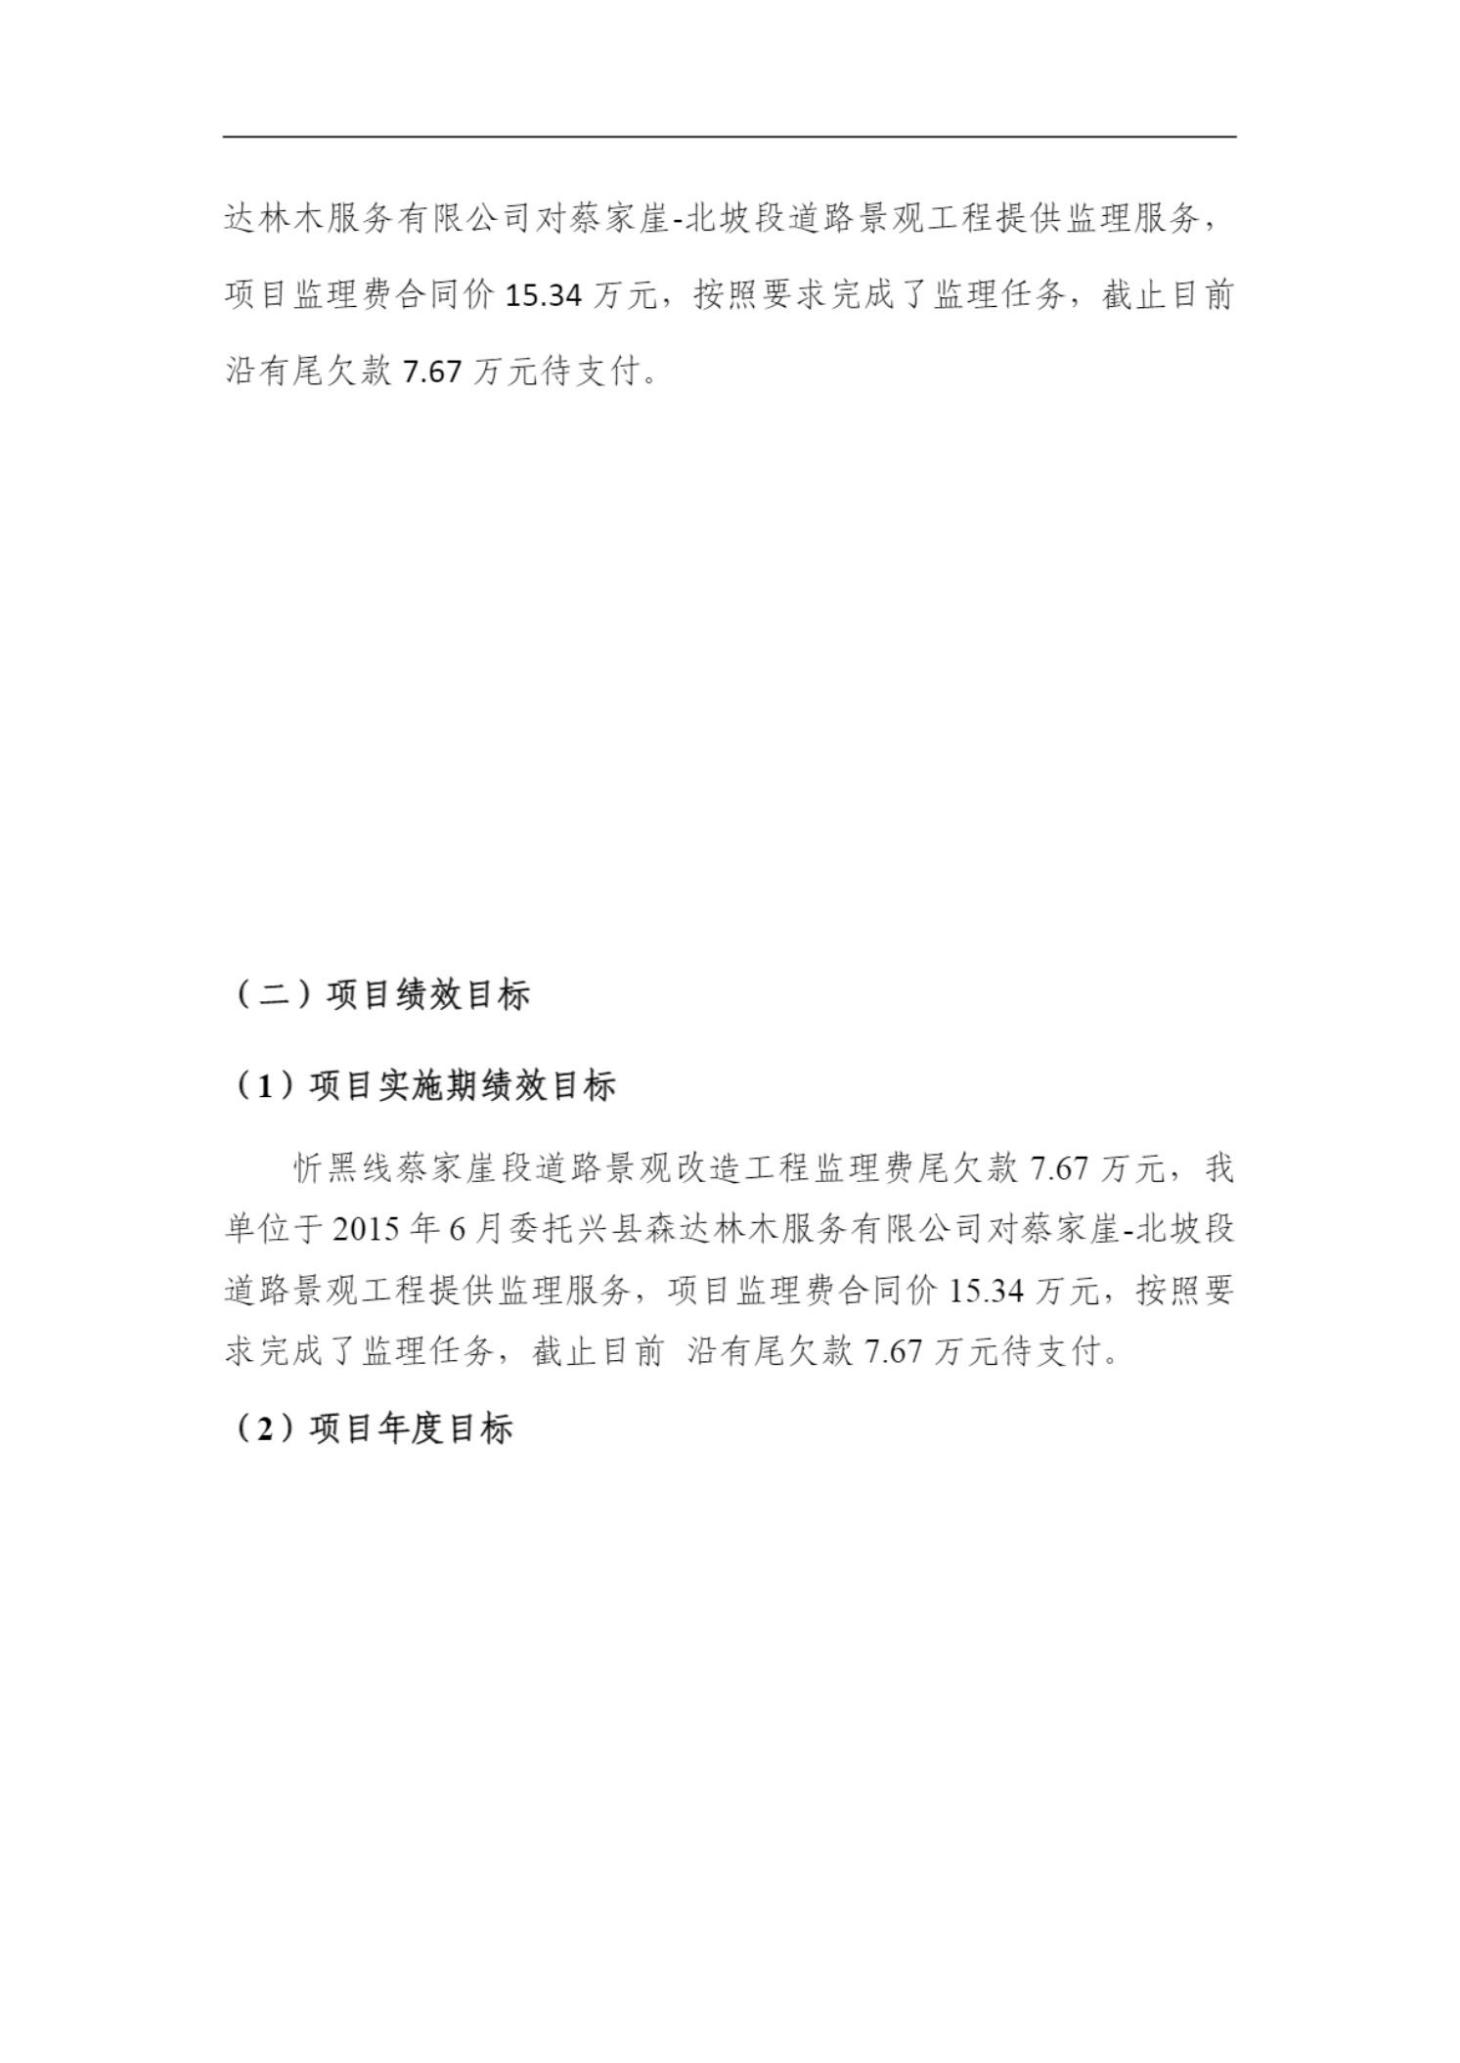 达林木服务有限公司对蔡家崖-北坡段道路景观工程提供监理服务，
项目监理费合同价 15.34 万元，按照要求完成了监理任务，截止目前
沿有尾欠款 7.67 万元待支付。
（二）项目绩效目标
（1）项目实施期绩效目标
忻黑线蔡家崖段道路景观改造工程监理费尾欠款 7.67 万元，我
单位于 2015 年 6 月委托兴县森达林木服务有限公司对蔡家崖-北坡段
道路景观工程提供监理服务，项目监理费合同价 15.34 万元，按照要
求完成了监理任务，截止目前 沿有尾欠款 7.67 万元待支付。
（2）项目年度目标